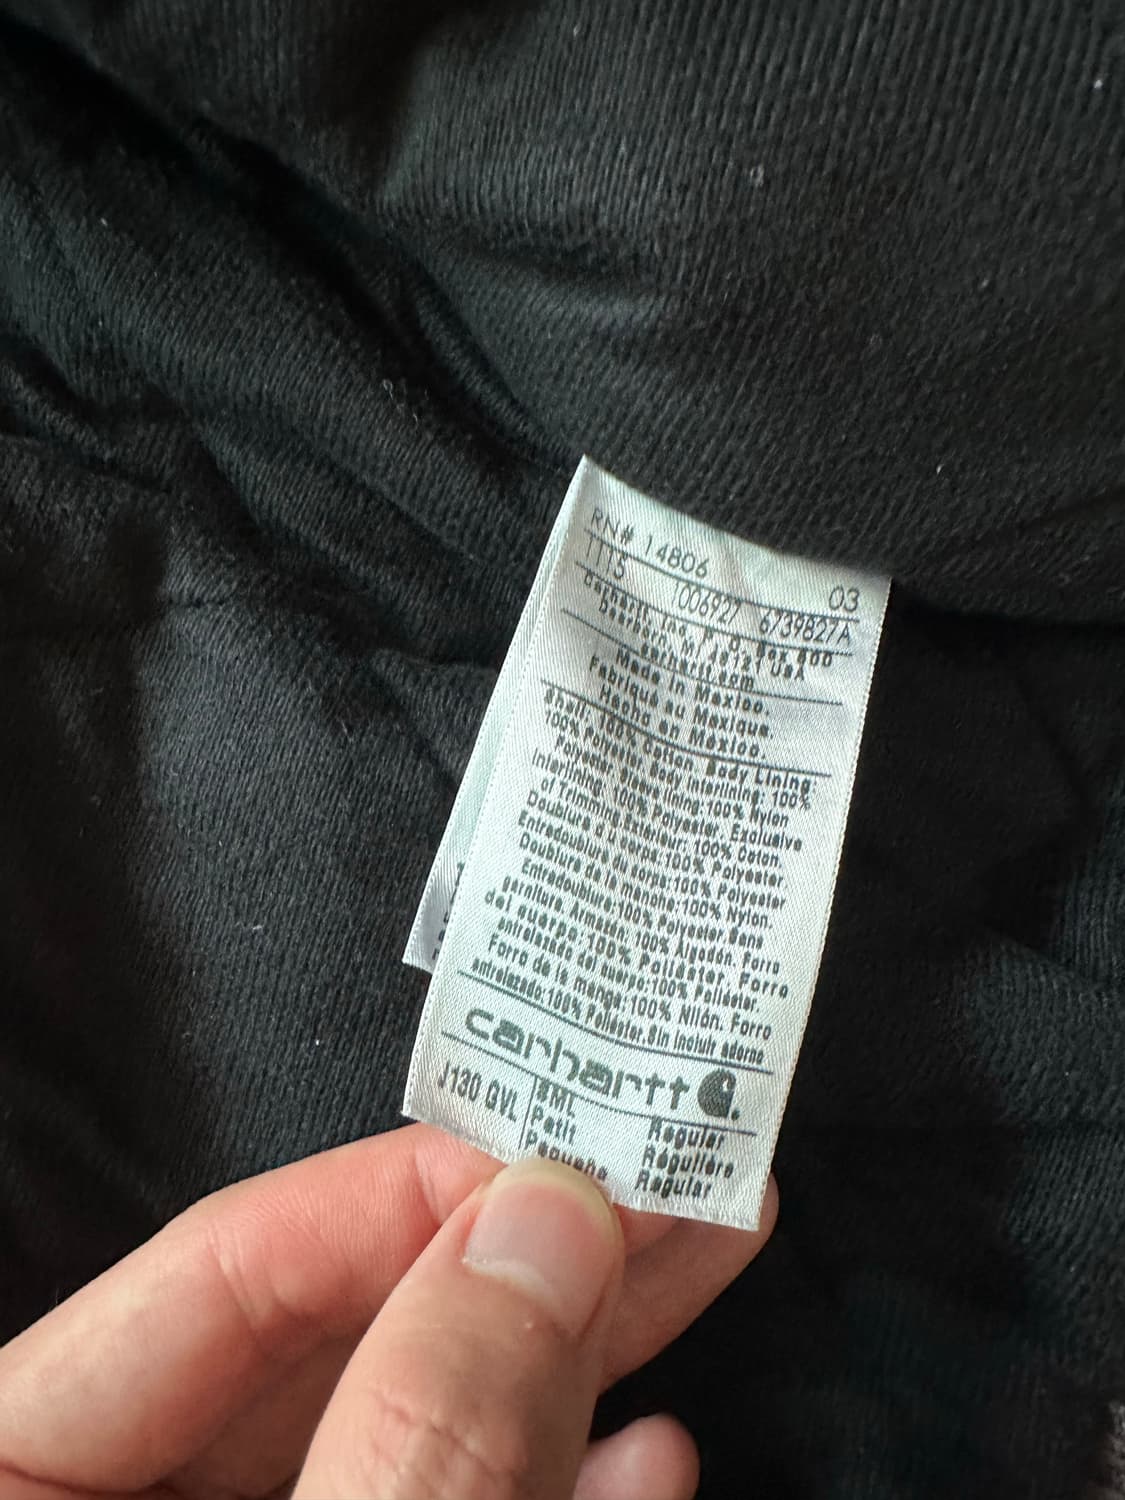 RN# 14806 03
1115 1006927 6739827A
Carhartt, Inc. P. O. Box 600
Dearborn, MI 48121 USA
carhartt.com
Made In Mexico.
Fabriqué au Mexique.
Hecho en México.
Shell: 100% Cotton, Body Lining:
100% Polyester, Body Interlining: 100%
Polyester, Sleeve Lining:100% Nylon
Interlining: 100% Polyester, Exclusive
of Trimming. Extérieur: 100% Coton,
Doublure du corps:100% Polyester,
Entredoublure du corps:100% Polyester
Doublure de la manche:100% Nylon
Entredoublure:100% Polyester, Sans
garniture. Armazón: 100% Algodón, Forro
del cuerpo:100% Poliéster, Forro
entrelazado del cuerpo:100% Poliéster,
Forro de la manga:100% Nilón, Forro
entrelazado:100% Poliéster, Sin incluir adorno
carhartt
J130 GVL SML Regular
Petit Régulière
Pequeña Regular